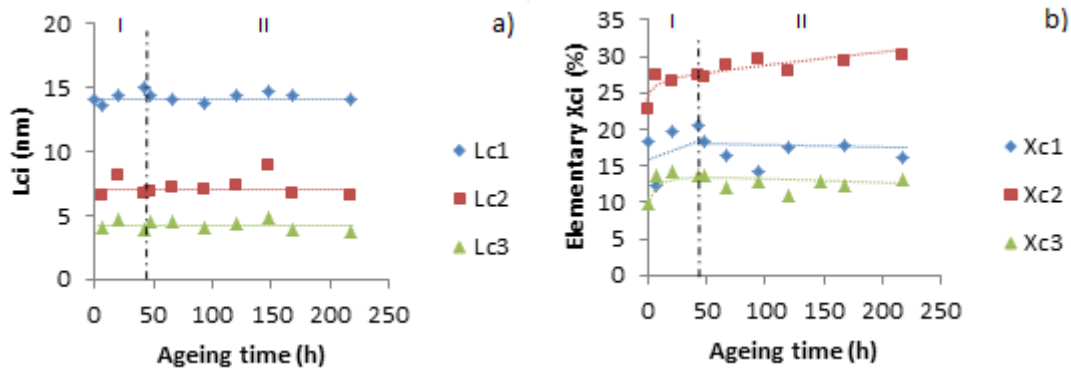 I II a)
20
15
10
5
0
Lci (nm)
0 50 100 150 200 250
Ageing time (h)
Lc1
Lc2
Lc3
I II b)
35
30
25
20
15
10
5
0
Elementary Xci (%)
0 50 100 150 200 250
Ageing time (h)
Xc1
Xc2
Xc3